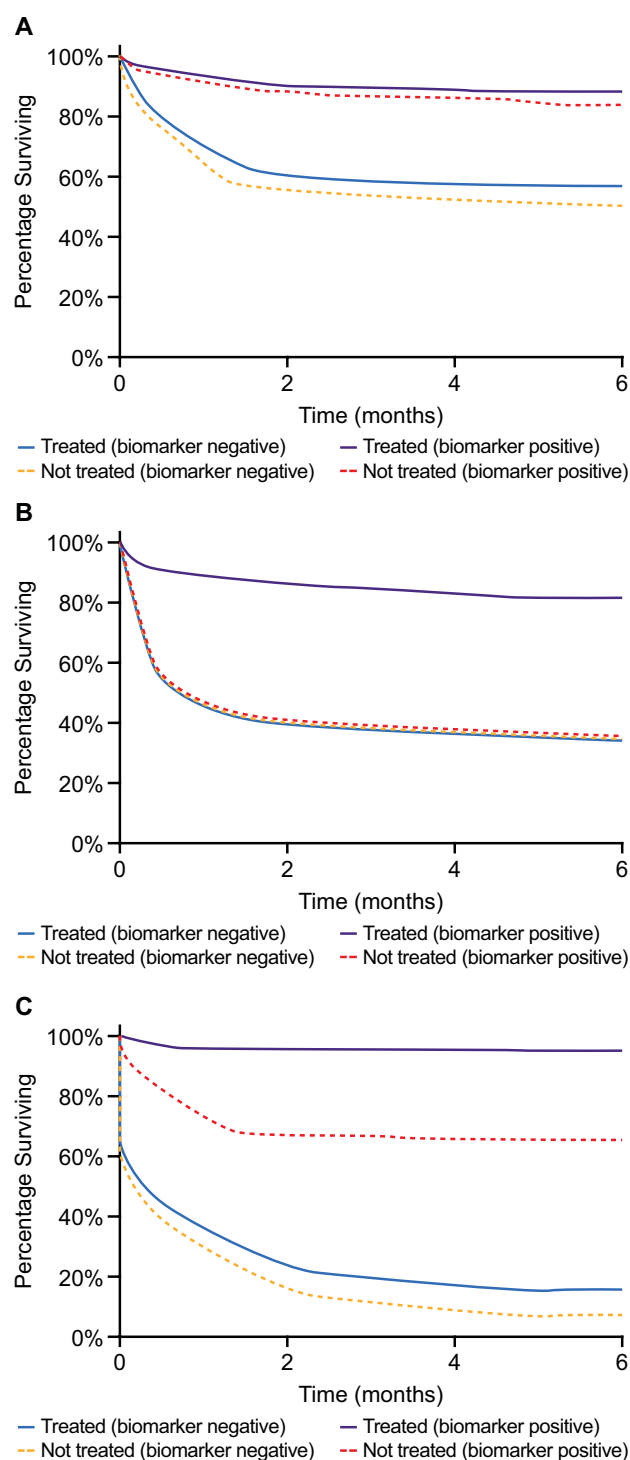 A
Percentage Surviving
100%
80%
60%
40%
20%
0%
0 2 4 6
Time (months)
Treated (biomarker negative) Treated (biomarker positive)
Not treated (biomarker negative) Not treated (biomarker positive)
B
Percentage Surviving
100%
80%
60%
40%
20%
0%
0 2 4 6
Time (months)
Treated (biomarker negative) Treated (biomarker positive)
Not treated (biomarker negative) Not treated (biomarker positive)
C
Percentage Surviving
100%
80%
60%
40%
20%
0%
0 2 4 6
Time (months)
Treated (biomarker negative) Treated (biomarker positive)
Not treated (biomarker negative) Not treated (biomarker positive)